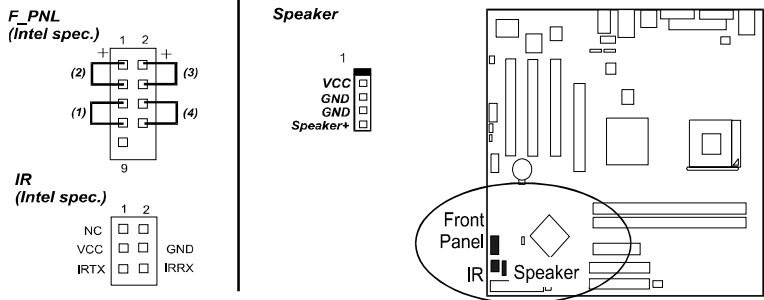 F_PNL
(Intel spec.)
1 2
+ +
(2) (3)
(1) (4)
9
IR
(Intel spec.)
1 2
NC
VCC GND
IRTX IRRX
Speaker
1
VCC
GND
GND
Speaker+
Front
Panel
IR Speaker